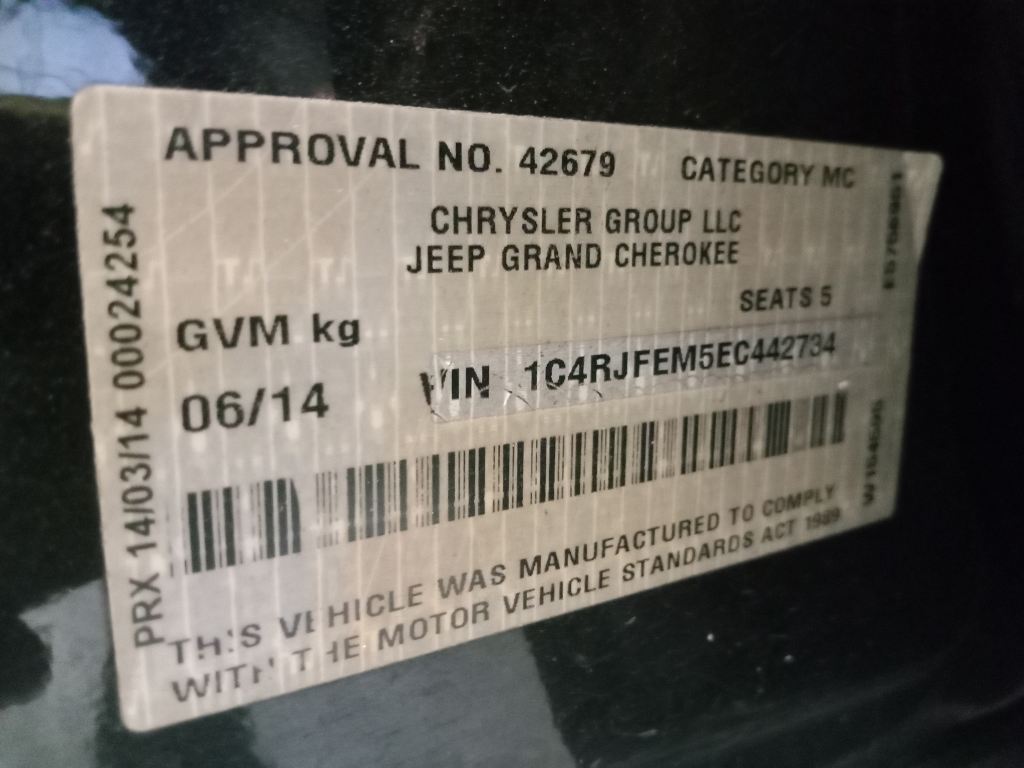 APPROVAL NO. 42679 CATEGORY MC
CHRYSLER GROUP LLC
JEEP GRAND CHEROKEE
SEATS 5
GVM kg
VIN 1C4RJFEM5EC442734
06/14
THIS VEHICLE WAS MANUFACTURED TO COMPLY
WITH THE MOTOR VEHICLE STANDARDS ACT 1989
PRX 14/03/14 00024254